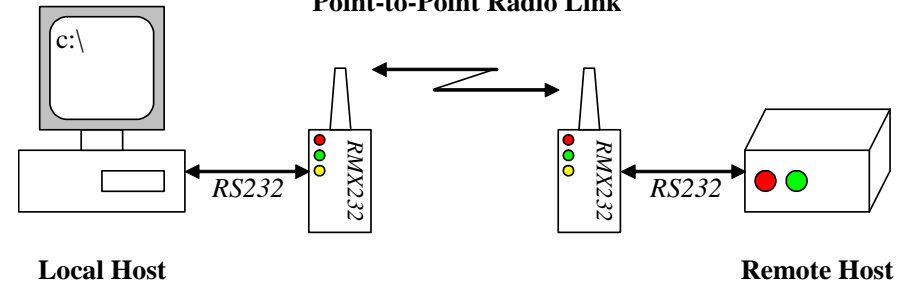 Point-to-Point Radio Link
c:\
RS232
RMX232
RMX232
RS232
Local Host
Remote Host